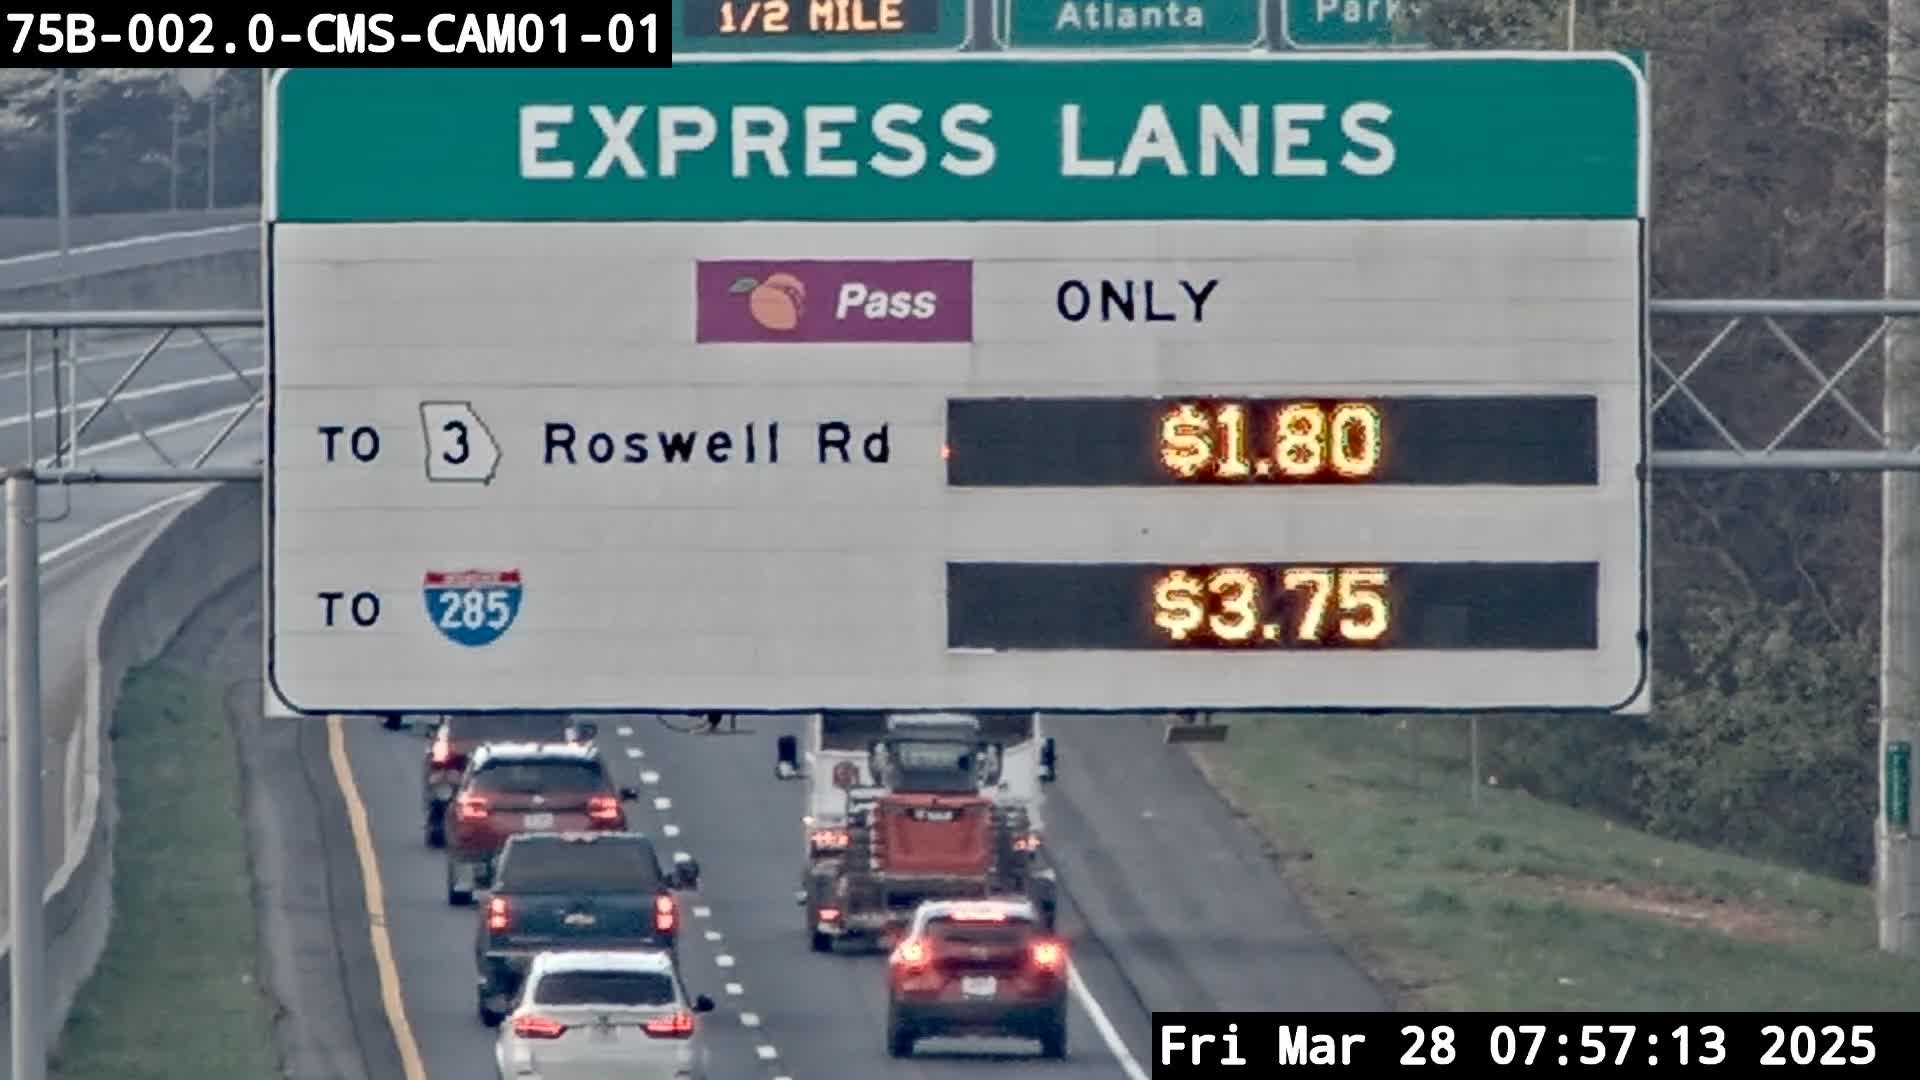 75B-002.0-CMS-CAM01-01
1/2 MILE
Atlanta
EXPRESS LANES
Pass ONLY
TO 3 Roswell Rd $1.80
TO 285 $3.75
Fri Mar 28 07:57:13 2025